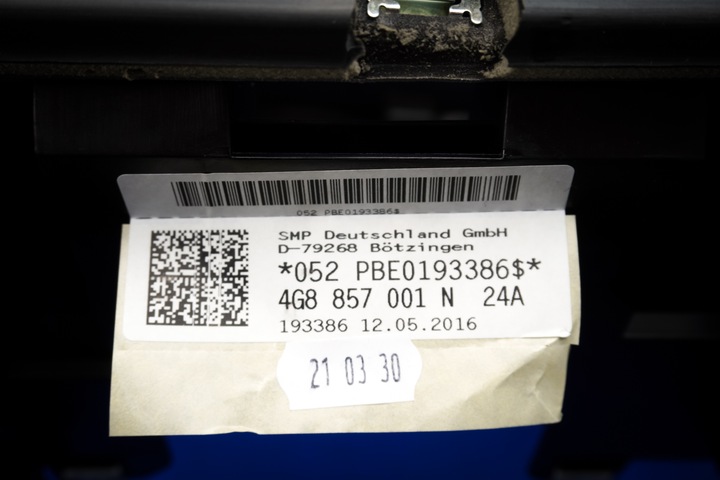 052 PBE0193386$
SMP Deutschland GmbH
D-79268 Bötzingen
*052 PBE0193386$*
4G8 857 001 N 24A
193386 12.05.2016
21 03 30